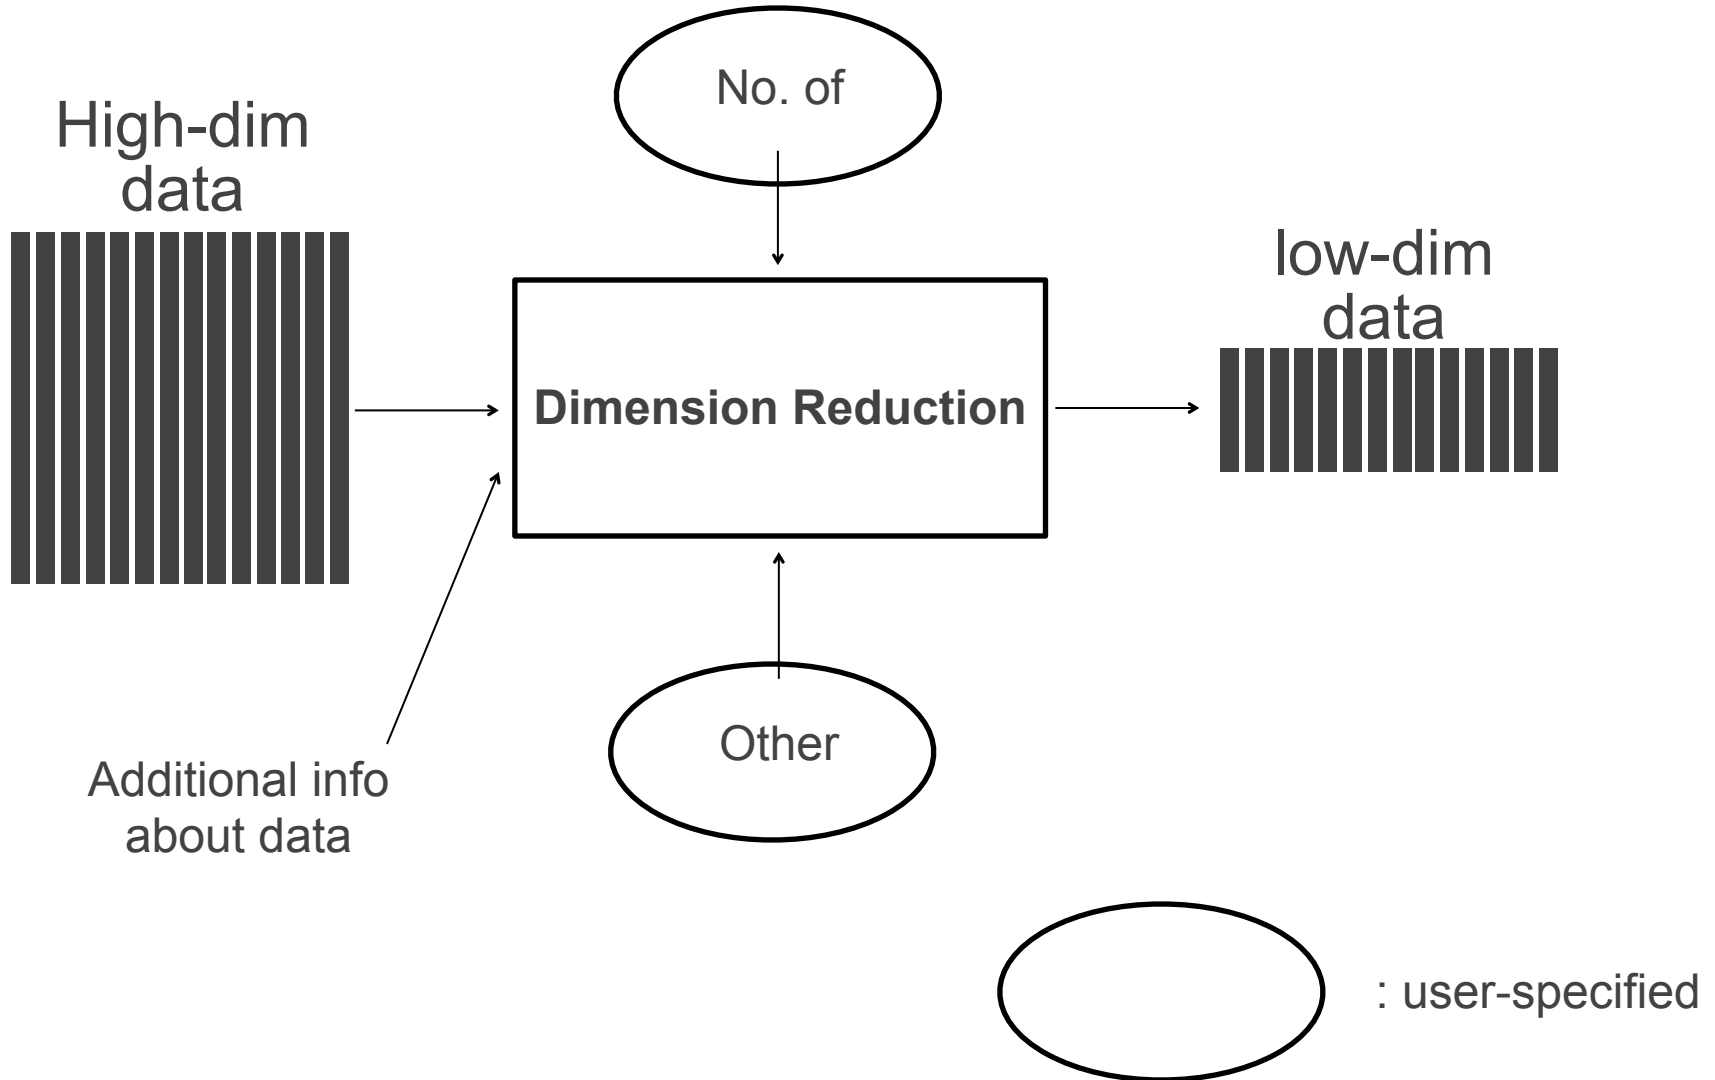 No. of
High-dim
data
low-dim
data
Dimension Reduction
Other
Additional info
about data
: user-specified